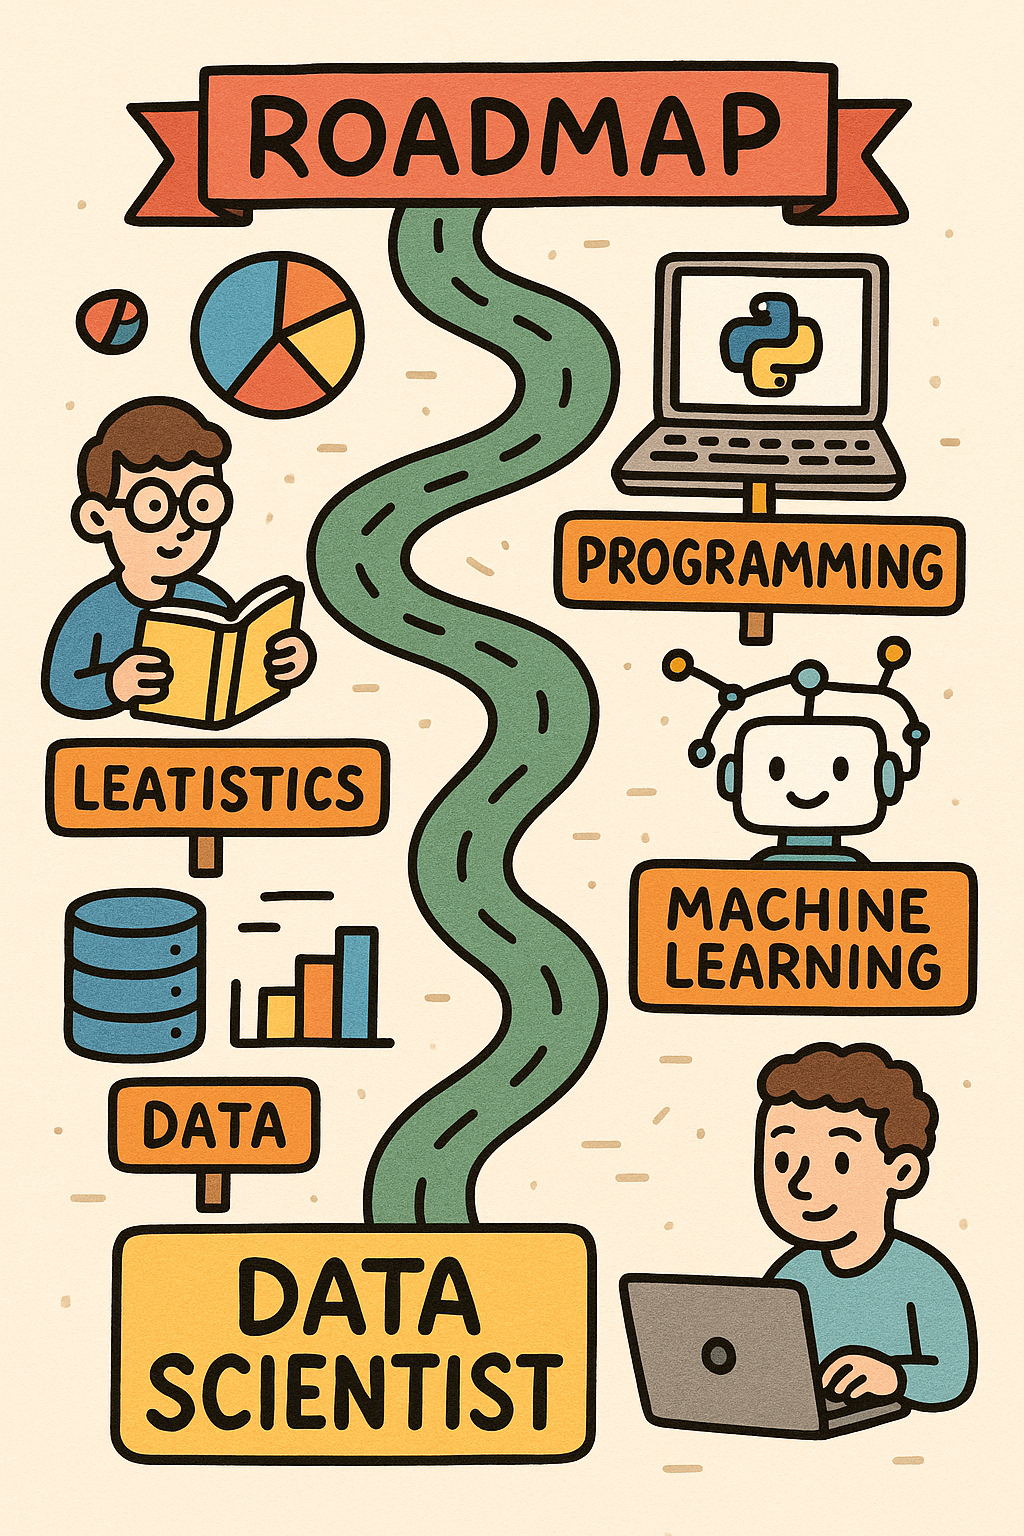 ROADMAP
PROGRAMMING
LEATISTICS
MACHINE
LEARNING
DATA
DATA
SCIENTIST